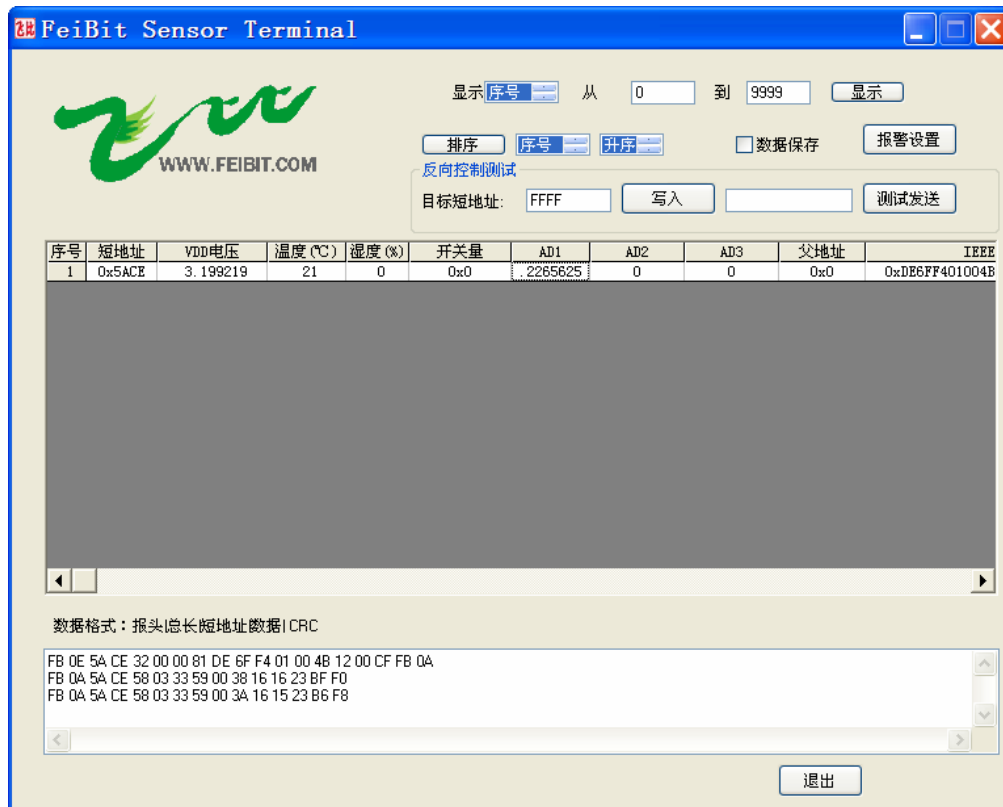 飞比 FeiBit Sensor Terminal
WWW.FEIBIT.COM
显示 序号 从 0 到 9999 显示
排序 序号 升序 数据保存 报警设置
反向控制测试
目标短地址: FFFF 写入 测试发送
序号 短地址 VDD电压 温度(℃) 湿度(%) 开关量 AD1 AD2 AD3 父地址 IEEE
1 0x5ACE 3.199219 21 0 0x0 .2265625 0 0 0x0 0xDE6FF401004B
数据格式：报头|总长|短地址|数据|CRC
FB 0E 5A CE 32 00 00 81 DE 6F F4 01 00 4B 12 00 CF FB 0A
FB 0A 5A CE 58 03 33 59 00 38 16 16 23 BF F0
FB 0A 5A CE 58 03 33 59 00 3A 16 15 23 B6 F8
退出